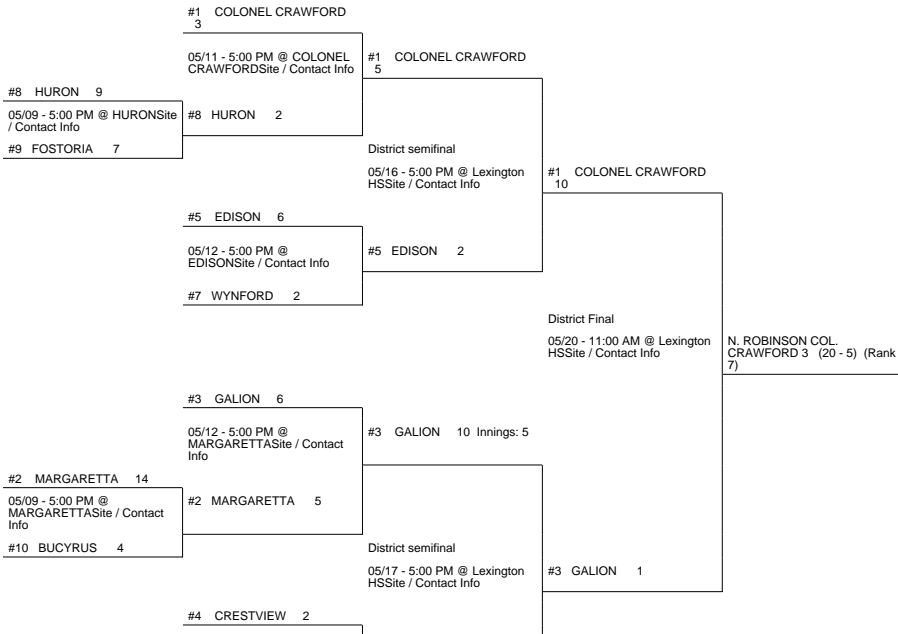 #1 COLONEL CRAWFORD
3
05/11 - 5:00 PM @ COLONEL
CRAWFORDSite / Contact Info
#1 COLONEL CRAWFORD
5
#8 HURON 9
05/09 - 5:00 PM @ HURONSite
/ Contact Info
#8 HURON 2
#9 FOSTORIA 7
District semifinal
05/16 - 5:00 PM @ Lexington
HSSite / Contact Info
#1 COLONEL CRAWFORD
10
#5 EDISON 6
05/12 - 5:00 PM @
EDISONSite / Contact Info
#5 EDISON 2
#7 WYNFORD 2
District Final
05/20 - 11:00 AM @ Lexington
HSSite / Contact Info
N. ROBINSON COL.
CRAWFORD 3 (20 - 5) (Rank
7)
#3 GALION 6
05/12 - 5:00 PM @
MARGARETTASite / Contact
Info
#3 GALION 10 Innings: 5
#2 MARGARETTA 14
05/09 - 5:00 PM @
MARGARETTASite / Contact
Info
#2 MARGARETTA 5
#10 BUCYRUS 4
District semifinal
05/17 - 5:00 PM @ Lexington
HSSite / Contact Info
#3 GALION 1
#4 CRESTVIEW 2